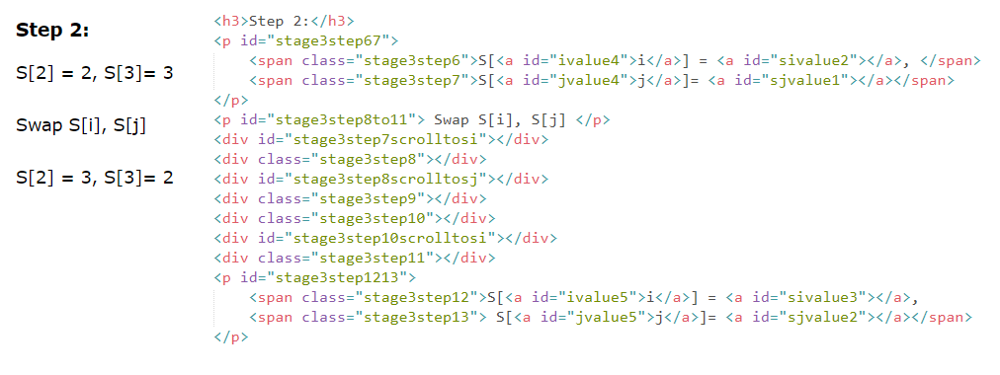 Step 2:
S[2] = 2, S[3]= 3
Swap S[i], S[j]
S[2] = 3, S[3]= 2
<h3>Step 2:</h3>
<p id="stage3step67">
    <span class="stage3step6">S[<a id="ivalue4">i</a>] = <a id="sivalue2"></a>, </span>
    <span class="stage3step7">S[<a id="jvalue4">j</a>]= <a id="sjvalue1"></a></span>
</p>
<p id="stage3step8to11"> Swap S[i], S[j] </p>
<div id="stage3step7scrolltosi"></div>
<div class="stage3step8"></div>
<div id="stage3step8scrolltosj"></div>
<div class="stage3step9"></div>
<div class="stage3step10"></div>
<div id="stage3step10scrolltosi"></div>
<div class="stage3step11"></div>
<p id="stage3step1213">
    <span class="stage3step12">S[<a id="ivalue5">i</a>] = <a id="sivalue3"></a>,
    <span class="stage3step13"> S[<a id="jvalue5">j</a>]= <a id="sjvalue2"></a></span>
</p>